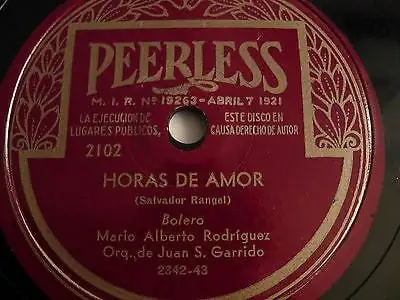 PEERLESS
M. I. R. Nº 19263-ABRIL 7 1921
LA EJECUCION DE ESTE DISCO EN
LUGARES PUBLICOS, CAUSA DERECHO DE AUTOR
2102
HORAS DE AMOR
(Salvador Rangel)
Bolero
Mario Alberto Rodríguez
Orq. de Juan S. Garrido
2342-43